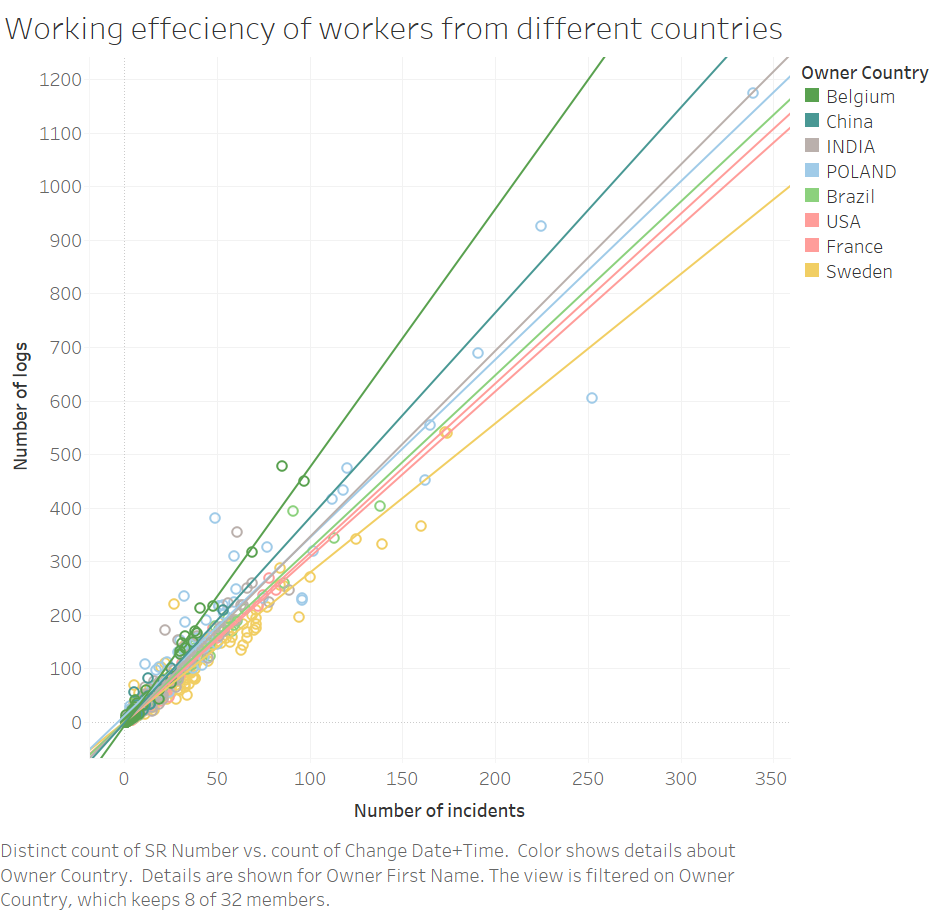 Working effeciency of workers from different countries
Owner Country
Belgium
China
INDIA
POLAND
Brazil
USA
France
Sweden
Number of logs
1200
1100
1000
900
800
700
600
500
400
300
200
100
0
0 50 100 150 200 250 300 350
Number of incidents
Distinct count of SR Number vs. count of Change Date+Time. Color shows details about
Owner Country. Details are shown for Owner First Name. The view is filtered on Owner
Country, which keeps 8 of 32 members.